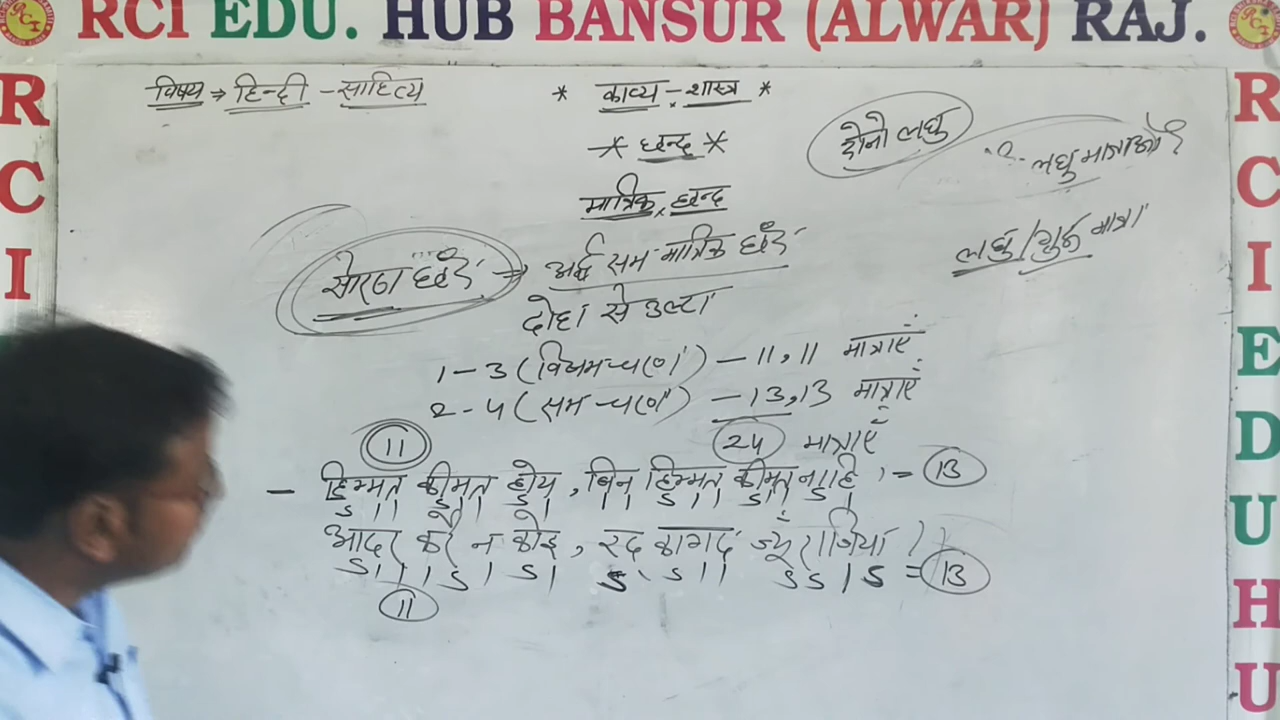 RCI EDU. HUB BANSUR (ALWAR) RAJ.
R
C
I
R
C
I
E
D
U
H
U
विषय → हिन्दी - साहित्य
* काव्य - शास्त्र *
* छन्द *
मात्रिक छन्द
दोनो लघु
लघु मात्राओ
लघु / गुरु मात्रा
सोरठा छंद → अर्द्ध सम मात्रिक छंद
दोहा से उल्टा
1 - 3 ( विषम - चरण ) - 11, 11 मात्राएं
2 - 4 ( सम - चरण ) - 13, 13 मात्राएं
11 24 मात्राएँ
- हिम्मत कीमत होय, बिन हिम्मत कीमत नाहि । = 13
S । । S । । S । । । S । । S । । S ।
आदर करै न कोइ, रद कागद ज्यूं राजिया ।। = 13
S । । । S । S । S । S । । S S । S
11